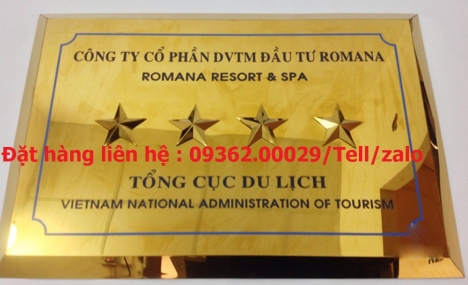 CÔNG TY CỔ PHẦN DVTM ĐẦU TƯ ROMANA
ROMANA RESORT & SPA
Đặt hàng liên hệ : 09362.00029/Tell/zalo
TỔNG CỤC DU LỊCH
VIETNAM NATIONAL ADMINISTRATION OF TOURISM